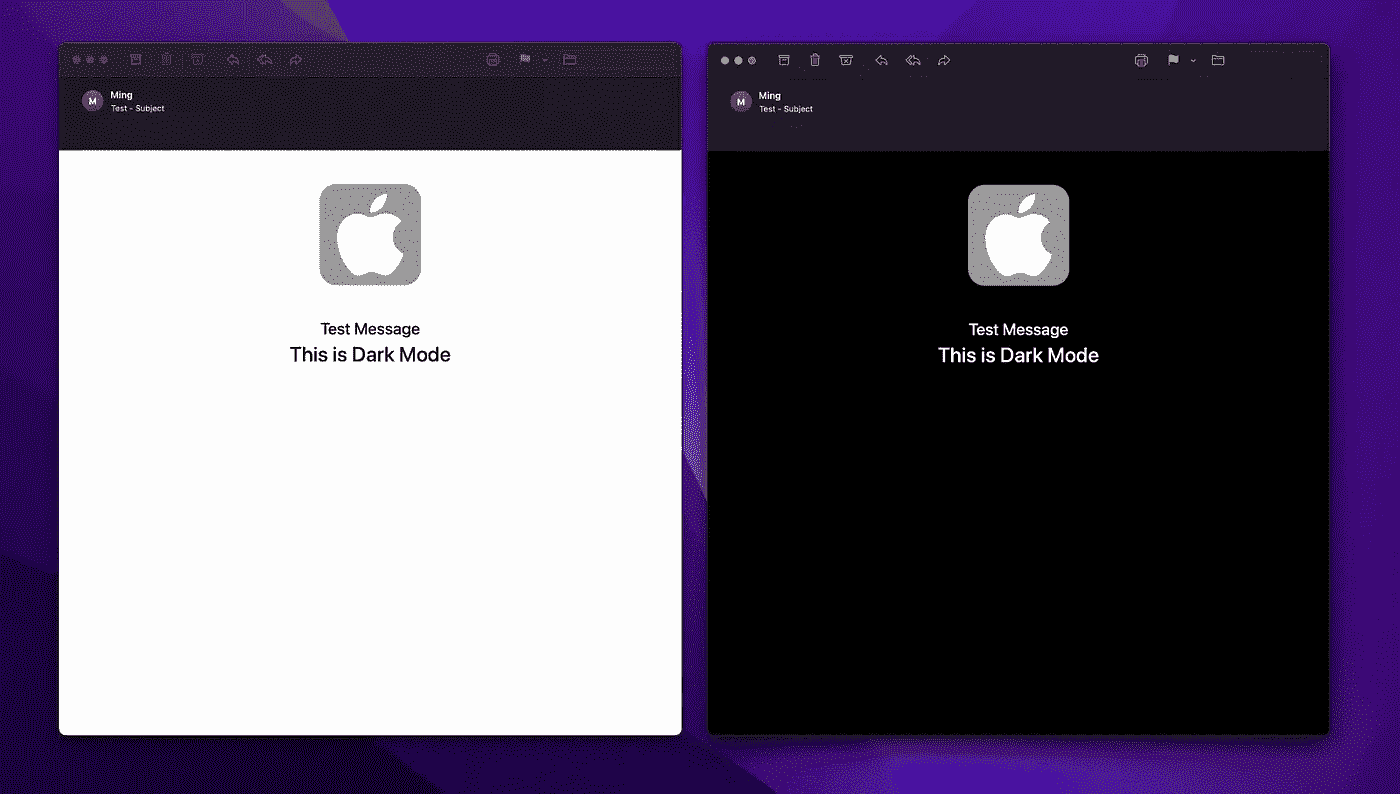 M
Ming
Test - Subject
Test Message
This is Dark Mode
M
Ming
Test - Subject
Test Message
This is Dark Mode